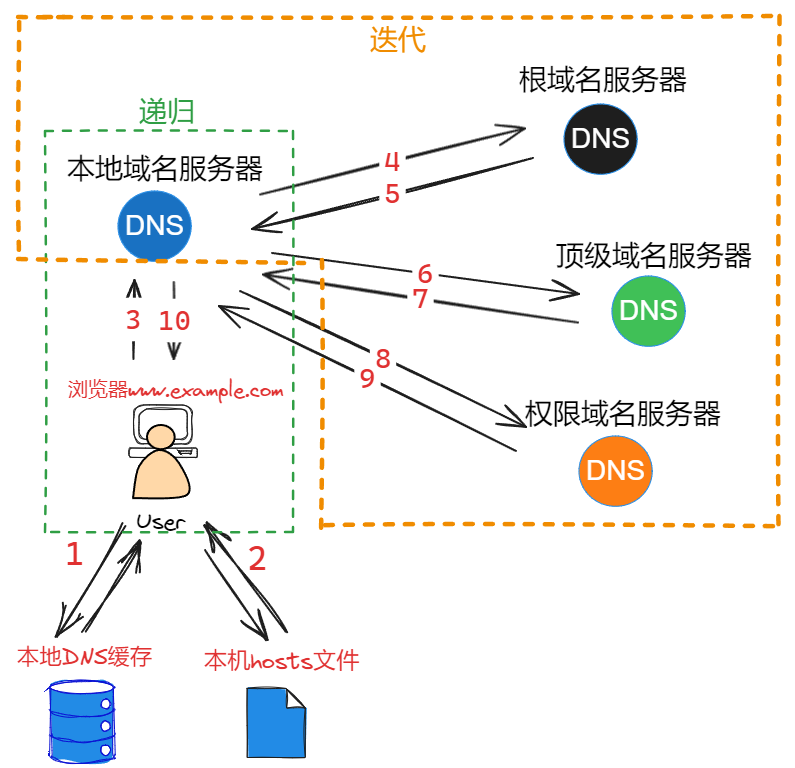 迭代
根域名服务器
DNS
递归
本地域名服务器
DNS
4
5
顶级域名服务器
DNS
6
7
3
10
8
9
浏览器www.example.com
权限域名服务器
DNS
User
1
2
本地DNS缓存
本机hosts文件